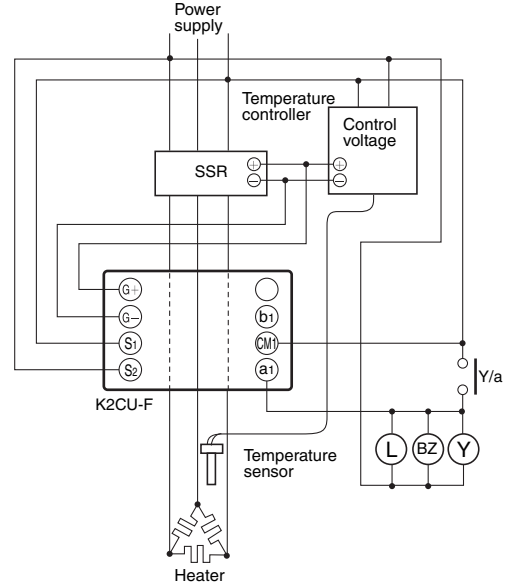 Power
supply
Temperature
controller
Control
voltage
SSR
+
+
−
−
G+
G−
b1
S1
CM1
S2
a1
Y/a
K2CU-F
L
BZ
Y
Temperature
sensor
Heater